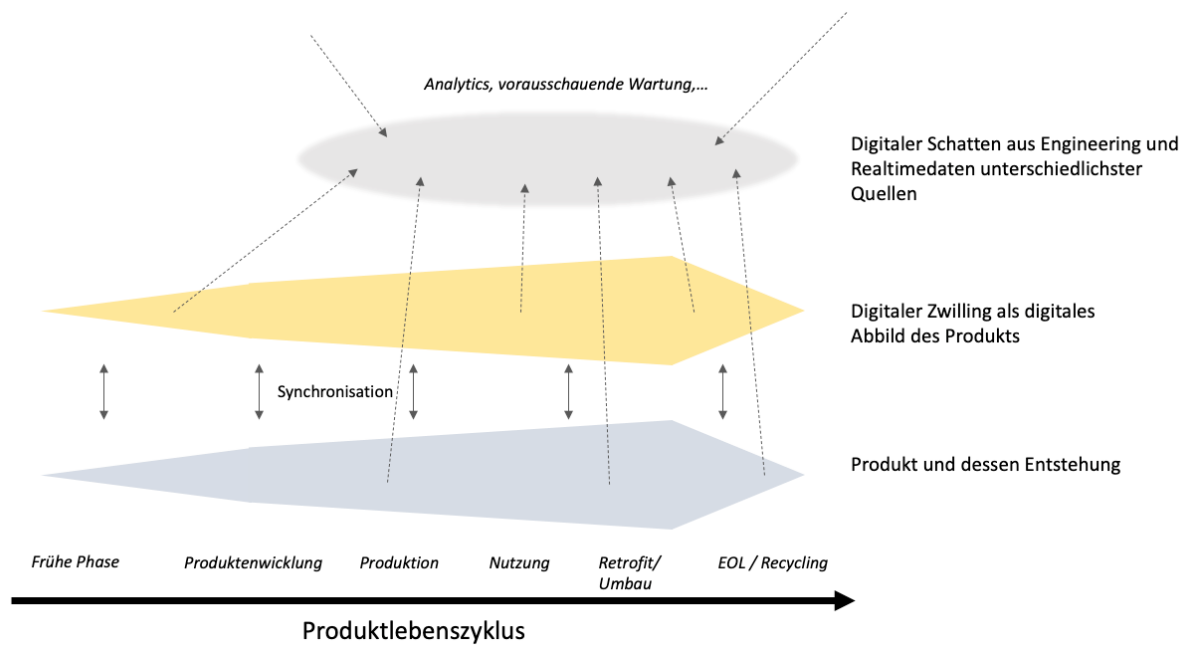 Analytics, vorausschauende Wartung,...
Digitaler Schatten aus Engineering und
Realtimedaten unterschiedlichster
Quellen
Digitaler Zwilling als digitales
Abbild des Produkts
Synchronisation
Produkt und dessen Entstehung
Frühe Phase
Produktenwicklung
Produktion
Nutzung
Retrofit/
Umbau
EOL / Recycling
Produktlebenszyklus